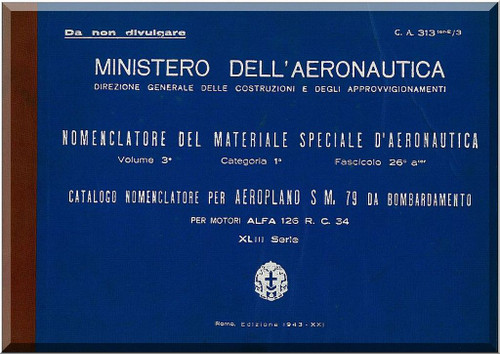 Da non divulgare
C. A. 313
MINISTERO DELL'AERONAUTICA
DIREZIONE GENERALE DELLE COSTRUZIONI E DEGLI APPROVVIGIONAMENTI
NOMENCLATORE DEL MATERIALE SPECIALE D'AERONAUTICA
Volume 3° Categoria 1ª Fascicolo 26°
CATALOGO NOMENCLATORE PER AEROPLANO S M. 79 DA BOMBARDAMENTO
PER MOTORI ALFA 126 R. C. 34
XLIII Serie
(Roma, Edizione 1943 - XXI)